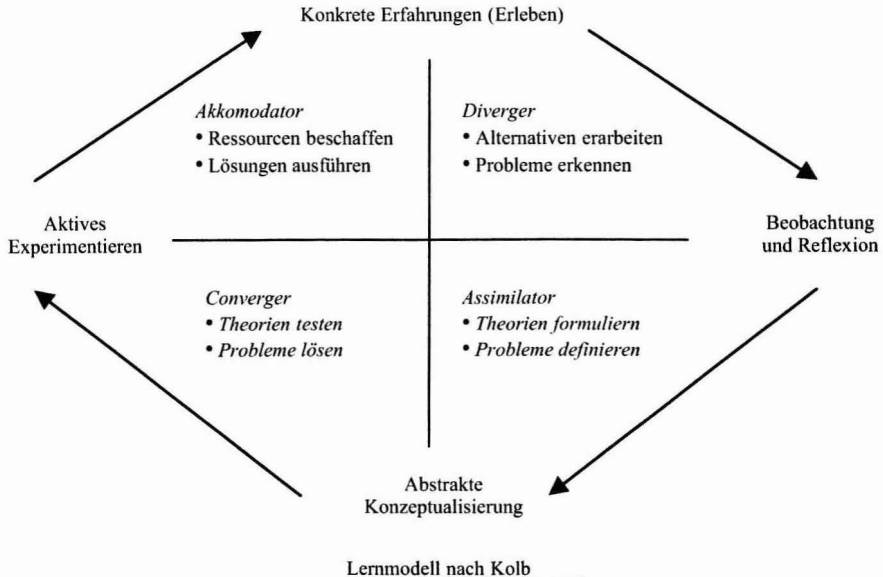 Konkrete Erfahrungen (Erleben)
Akkomodator
• Ressourcen beschaffen
• Lösungen ausführen
Diverger
• Alternativen erarbeiten
• Probleme erkennen
Aktives
Experimentieren
Beobachtung
und Reflexion
Converger
• Theorien testen
• Probleme lösen
Assimilator
• Theorien formuliern
• Probleme definieren
Abstrakte
Konzeptualisierung
Lernmodell nach Kolb